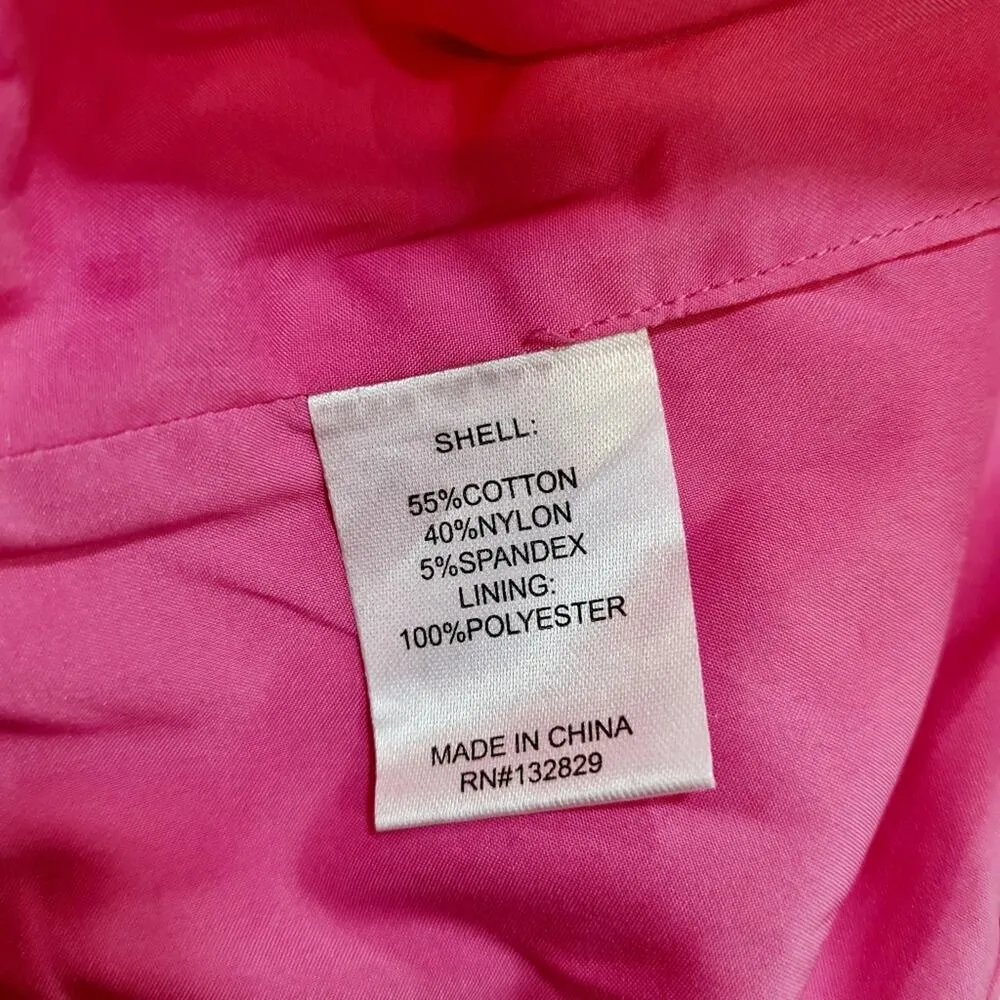 SHELL:
55%COTTON
40%NYLON
5%SPANDEX
LINING:
100%POLYESTER
MADE IN CHINA
RN#132829